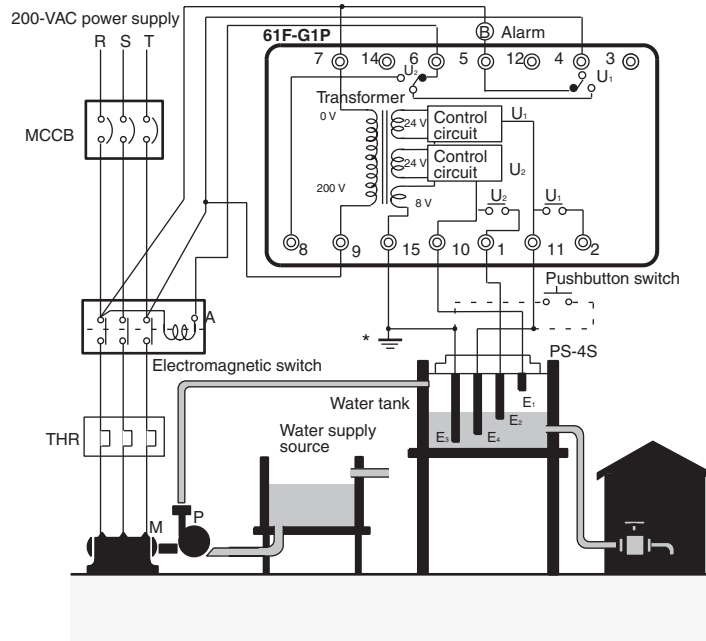 200-VAC power supply
R S T
61F-G1P
B Alarm
7 14 6 5 12 4 3
U₂
U₁
Transformer
0 V
24 V
Control
circuit
U₁
MCCB
24 V
Control
circuit
U₂
200 V
8 V
U₂
U₁
8 9 15 10 1 11 2
Pushbutton switch
A
*
PS-4S
Electromagnetic switch
Water tank
E₁
E₂
E₃
E₄
THR
Water supply
source
M
P